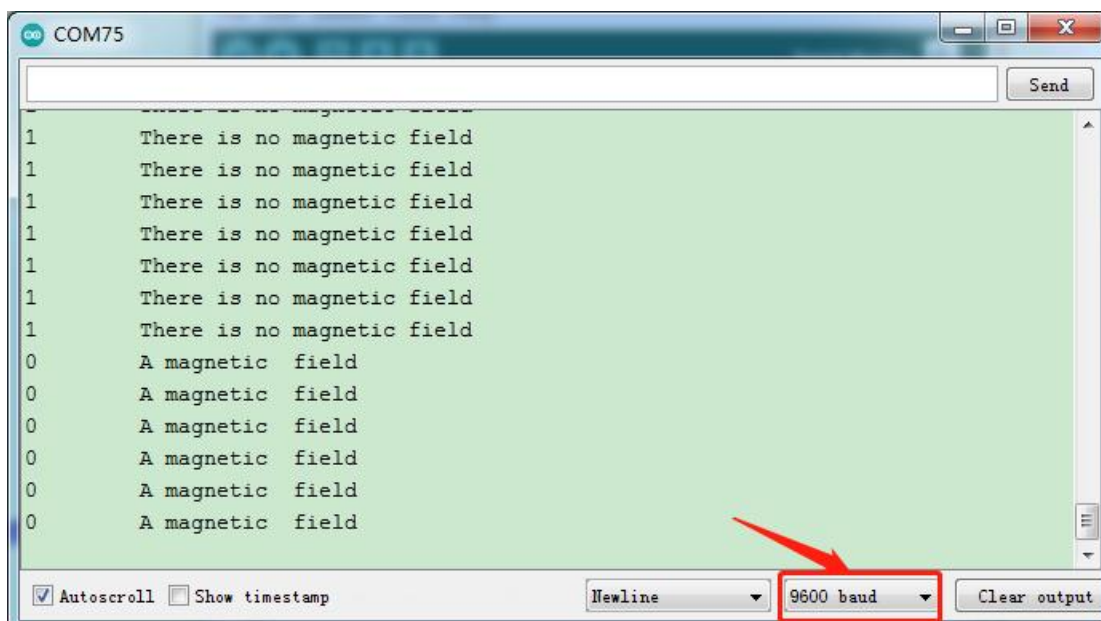 COM75
Send
1 There is no magnetic field
1 There is no magnetic field
1 There is no magnetic field
1 There is no magnetic field
1 There is no magnetic field
1 There is no magnetic field
1 There is no magnetic field
0 A magnetic field
0 A magnetic field
0 A magnetic field
0 A magnetic field
0 A magnetic field
0 A magnetic field
Autoscroll Show timestamp Newline 9600 baud Clear output